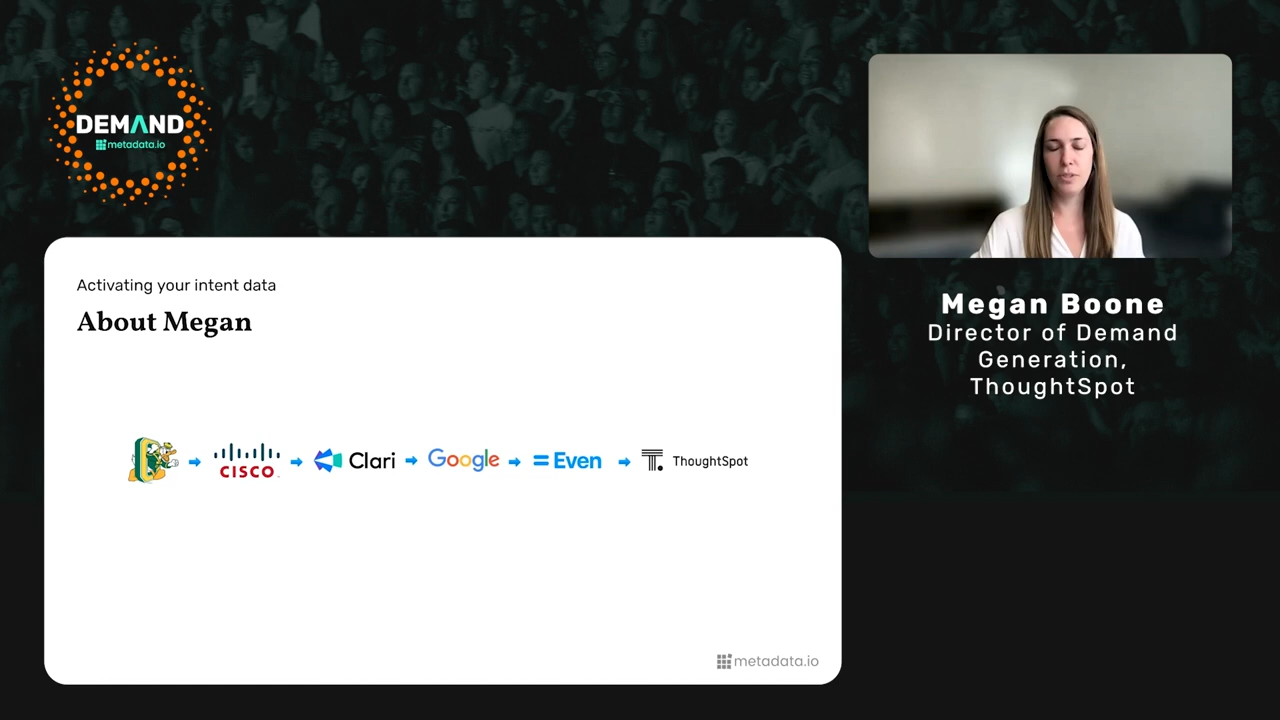 DEMAND
metadata.io
Activating your intent data
About Megan
CISCO
Clari
Google
Even
ThoughtSpot
metadata.io
Megan Boone
Director of Demand
Generation,
ThoughtSpot